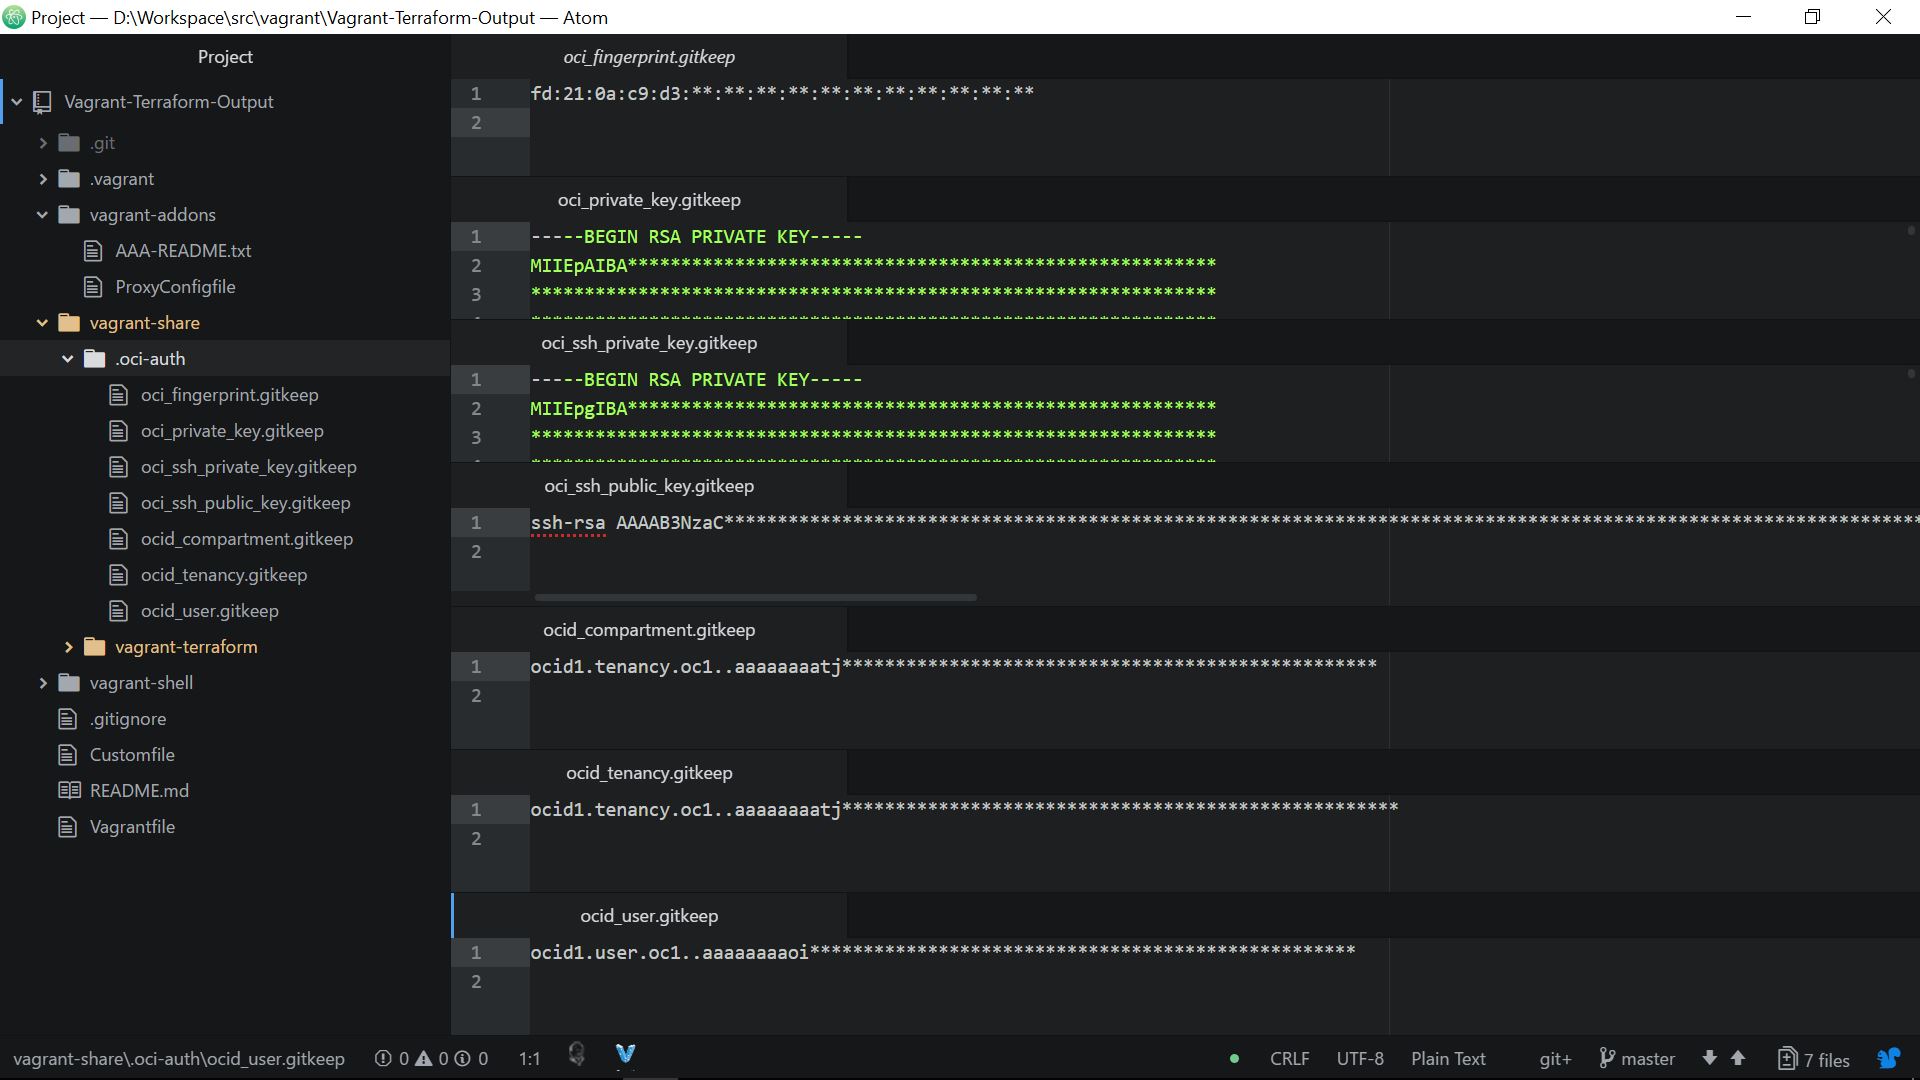 Project — D:\Workspace\src\vagrant\Vagrant-Terraform-Output — Atom
Project
Vagrant-Terraform-Output
.git
.vagrant
vagrant-addons
AAA-README.txt
ProxyConfigfile
vagrant-share
.oci-auth
oci_fingerprint.gitkeep
oci_private_key.gitkeep
oci_ssh_private_key.gitkeep
oci_ssh_public_key.gitkeep
ocid_compartment.gitkeep
ocid_tenancy.gitkeep
ocid_user.gitkeep
vagrant-terraform
vagrant-shell
.gitignore
Customfile
README.md
Vagrantfile
oci_fingerprint.gitkeep
1 fd:21:0a:c9:d3:**:**:**:**:**:**:**:**:**:**:**
2
oci_private_key.gitkeep
1 -----BEGIN RSA PRIVATE KEY-----
2 MIIEpAIBA*******************************************************
3 ****************************************************************
oci_ssh_private_key.gitkeep
1 -----BEGIN RSA PRIVATE KEY-----
2 MIIEpgIBA*******************************************************
3 ****************************************************************
oci_ssh_public_key.gitkeep
1 ssh-rsa AAAAB3NzaC***************************************************************************************************************
2
ocid_compartment.gitkeep
1 ocid1.tenancy.oc1..aaaaaaaatj**************************************************
2
ocid_tenancy.gitkeep
1 ocid1.tenancy.oc1..aaaaaaaatj****************************************************
2
ocid_user.gitkeep
1 ocid1.user.oc1..aaaaaaaaoi***************************************************
2
vagrant-share\.oci-auth\ocid_user.gitkeep 0 0 0 1:1 CRLF UTF-8 Plain Text git+ master 7 files